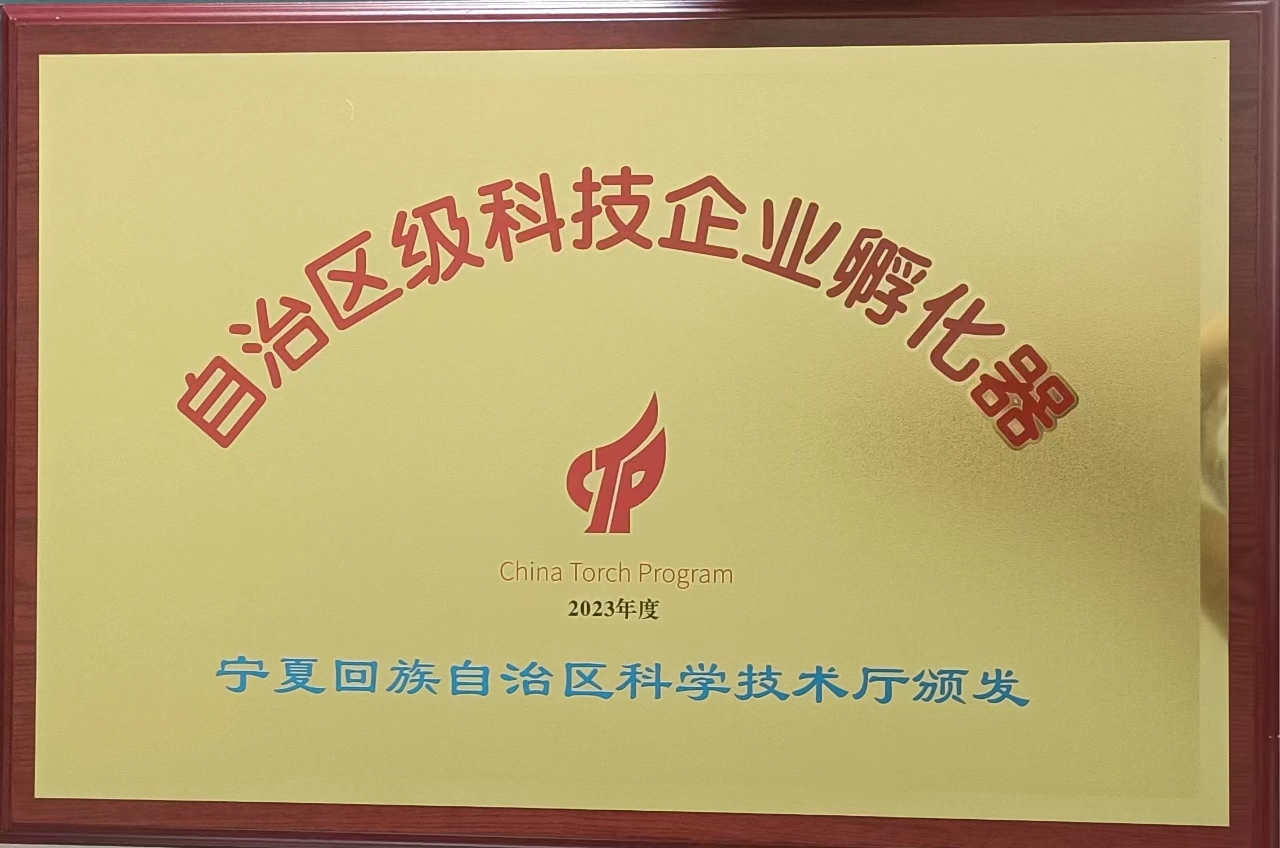 自治区级科技企业孵化器
CTP
China Torch Program
2023年度
宁夏回族自治区科学技术厅颁发